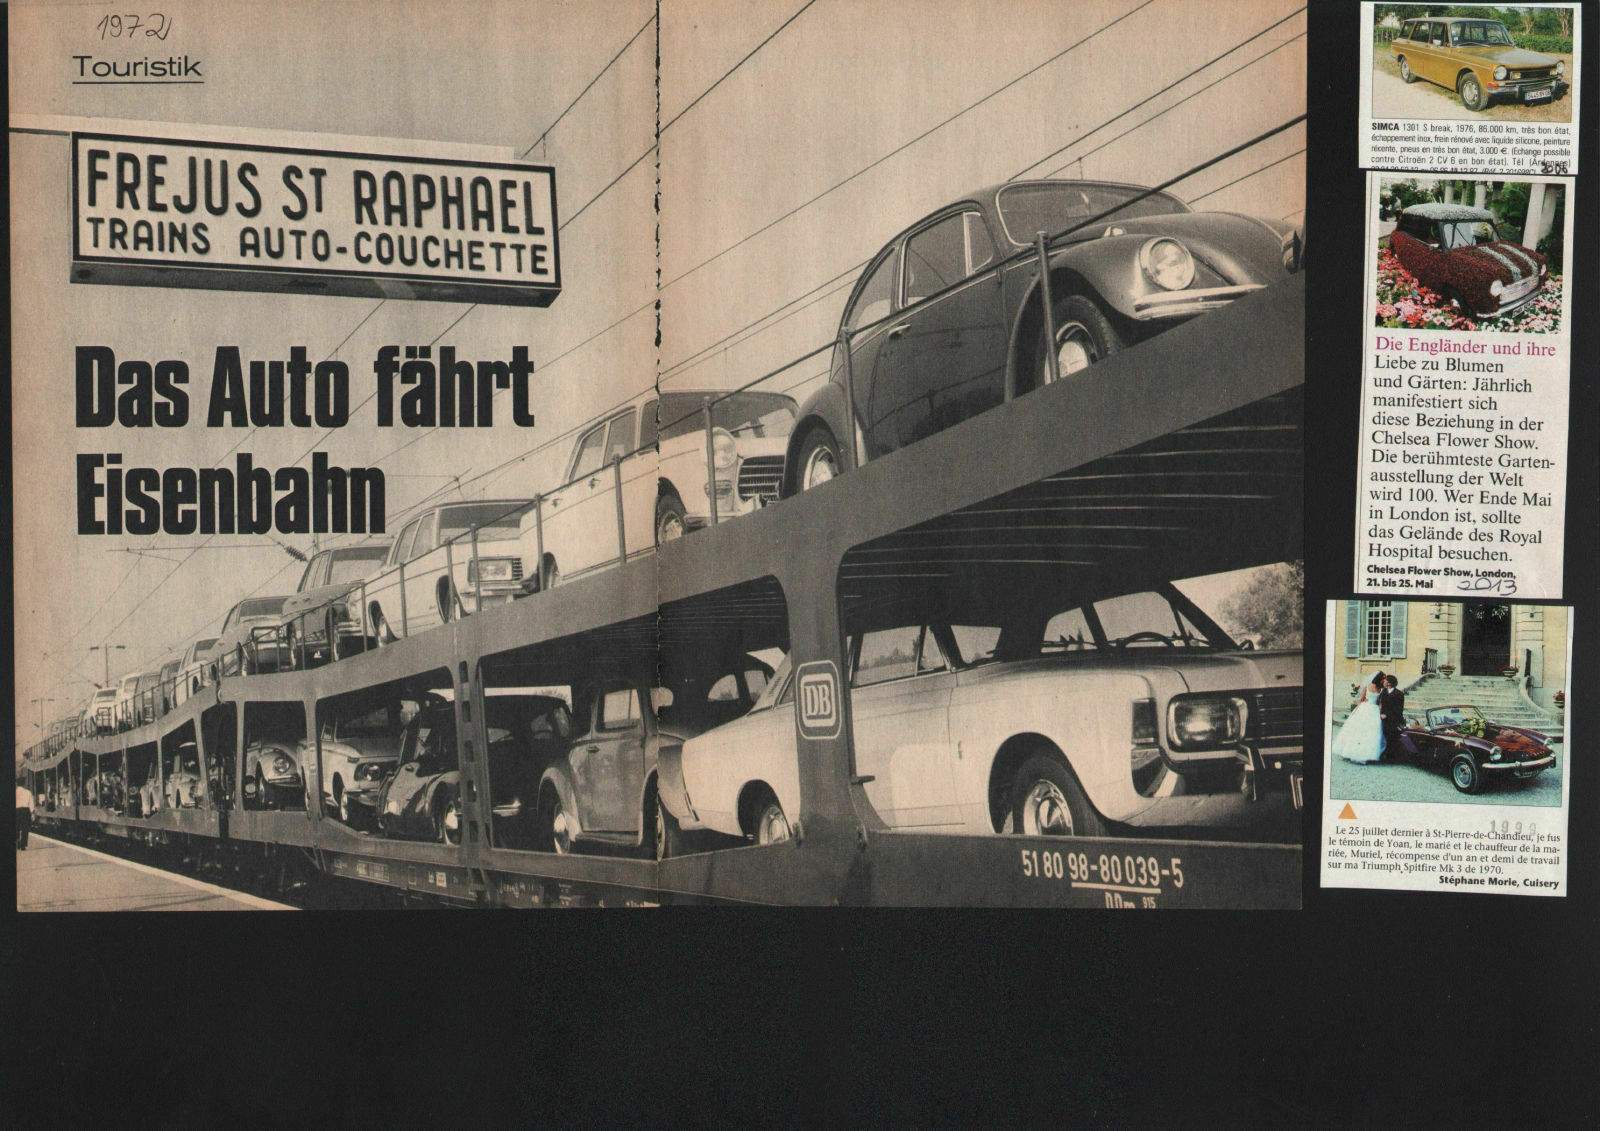 1972
Touristik
FREJUS ST RAPHAEL
TRAINS AUTO-COUCHETTE
Das Auto fährt
Eisenbahn
DB
51 80 98-80 039-5
DDm 915
SIMCA 1301 S break, 1976, 86.000 km, très bon état,
échappement inox, frein rénové avec liquide silicone, peinture
récente, pneus en très bon état, 3.000 €. (Echange possible
contre Citroën 2 CV 6 en bon état). Tél (Ardennes)
2006
Die Engländer und ihre
Liebe zu Blumen
und Gärten: Jährlich
manifestiert sich
diese Beziehung in der
Chelsea Flower Show.
Die berühmteste Garten-
ausstellung der Welt
wird 100. Wer Ende Mai
in London ist, sollte
das Gelände des Royal
Hospital besuchen.
Chelsea Flower Show, London,
21. bis 25. Mai 2013
1999
Le 25 juillet dernier à St-Pierre-de-Chandieu, je fus
le témoin de Yoan, le marié et le chauffeur de la ma-
riée, Muriel, récompense d'un an et demi de travail
sur ma Triumph Spitfire Mk 3 de 1970.
Stéphane Morle, Cuisery